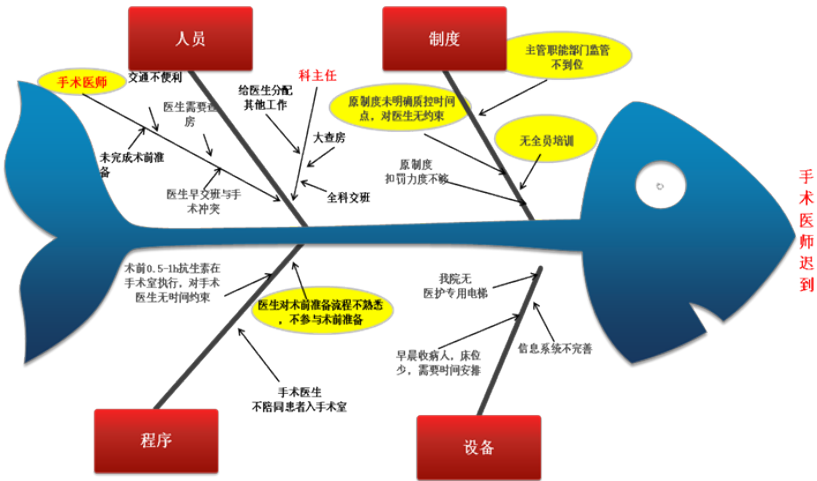 人员
制度
主管职能部门监管
不到位
手术医师
交通不便利
科主任
给医生分配
其他工作
医生需要查
房
原制度未明确质控时间
点，对医生无约束
大查房
无全员培训
未完成术前准
备
原制度
扣罚力度不够
医生早交班与手
术冲突
全科交班
手术医师迟到
术前0.5-1h抗生素在
手术室执行，对手术
医生无时间约束
医生对术前准备流程不熟悉
，不参与术前准备
我院无
医护专用电梯
早晨收病人，床位
少，需要时间安排
信息系统不完善
手术医生
不陪同患者入手术室
程序
设备